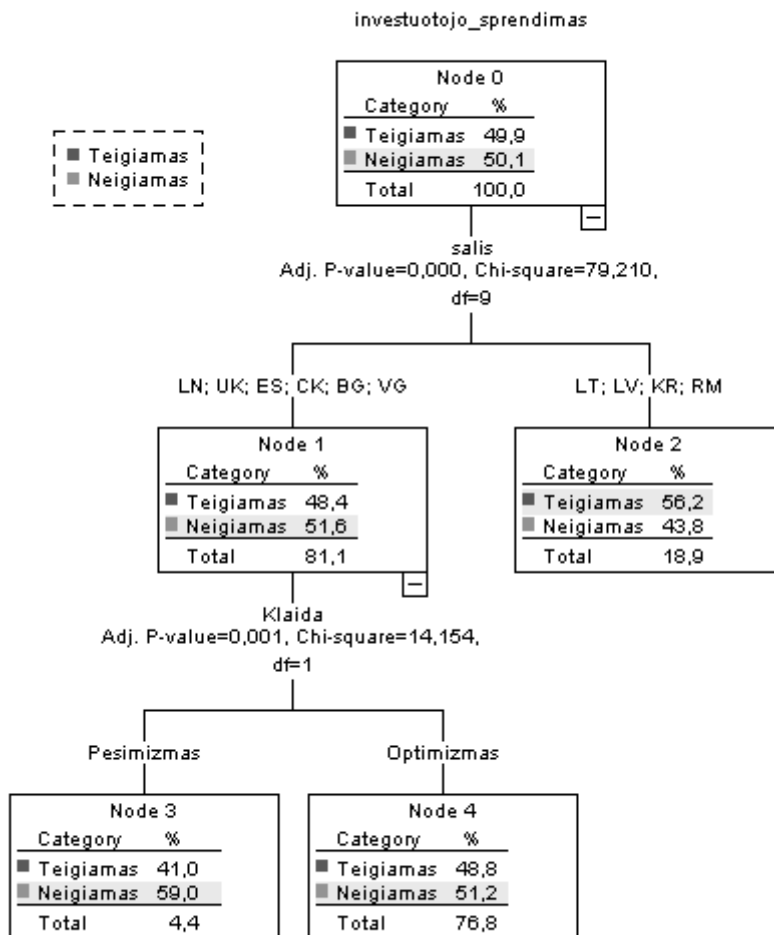 investuotojo_sprendimas
Node 0
Category %
Teigiamas 49,9
Neigiamas 50,1
Total 100,0
Teigiamas
Neigiamas
salis
Adj. P-value=0,000, Chi-square=79,210,
df=9
LN; UK; ES; CK; BG; VG
LT; LV; KR; RM
Node 1
Category %
Teigiamas 48,4
Neigiamas 51,6
Total 81,1
Node 2
Category %
Teigiamas 56,2
Neigiamas 43,8
Total 18,9
Klaida
Adj. P-value=0,001, Chi-square=14,154,
df=1
Pesimizmas
Optimizmas
Node 3
Category %
Teigiamas 41,0
Neigiamas 59,0
Total 4,4
Node 4
Category %
Teigiamas 48,8
Neigiamas 51,2
Total 76,8